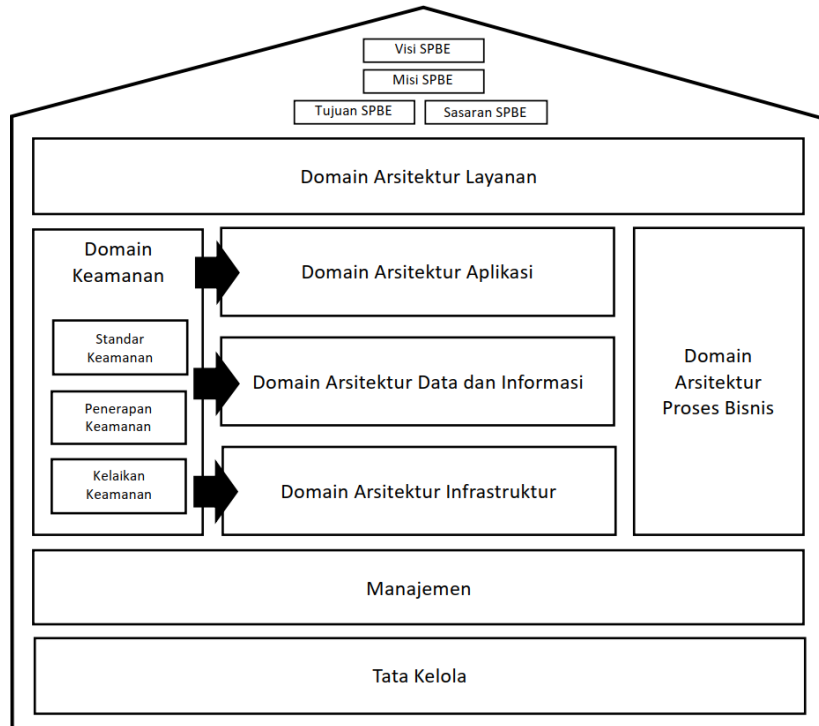 Visi SPBE
Misi SPBE
Tujuan SPBE
Sasaran SPBE
Domain Arsitektur Layanan
Domain
Keamanan
Standar
Keamanan
Penerapan
Keamanan
Kelaikan
Keamanan
Domain Arsitektur Aplikasi
Domain Arsitektur Data dan Informasi
Domain Arsitektur Infrastruktur
Domain
Arsitektur
Proses Bisnis
Manajemen
Tata Kelola